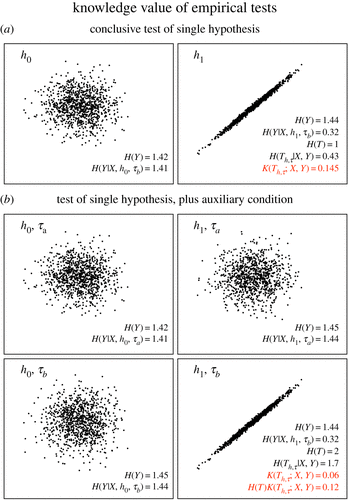 knowledge value of empirical tests
(a) conclusive test of single hypothesis
h0
H(Y) = 1.42
H(Y|X, h0, τb) = 1.41
h1
H(Y) = 1.44
H(Y|X, h1, τb) = 0.32
H(T) = 1
H(Th,τ|X, Y) = 0.43
K(Th,τ; X, Y) = 0.145
(b) test of single hypothesis, plus auxiliary condition
h0, τa
H(Y) = 1.42
H(Y|X, h0, τa) = 1.41
h1, τa
H(Y) = 1.45
H(Y|X, h1, τa) = 1.44
h0, τb
H(Y) = 1.45
H(Y|X, h0, τb) = 1.44
h1, τb
H(Y) = 1.44
H(Y|X, h1, τb) = 0.32
H(T) = 2
H(Th,τ|X, Y) = 1.7
K(Th,τ; X, Y) = 0.06
H(T)K(Th,τ; X, Y) = 0.12